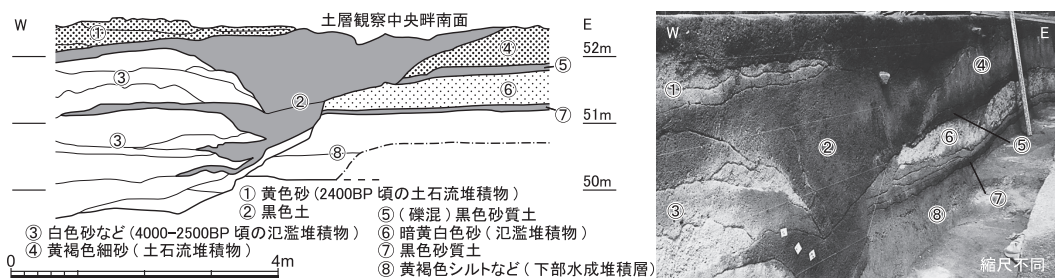 W 土層観察中央畔南面 E
① ④ 52m
⑤
③ ⑥
② 51m
⑦
③ ⑧
50m
① 黄色砂(2400BP 頃の土石流堆積物)
② 黒色土
③ 白色砂など(4000-2500BP 頃の氾濫堆積物)
④ 黄褐色細砂(土石流堆積物)
⑤(礫混)黒色砂質土
⑥ 暗黄白色砂(氾濫堆積物)
⑦ 黒色砂質土
⑧ 黄褐色シルトなど(下部水成堆積層)
0 4m
W E
④
①
⑥ ⑤
②
⑦
③ ⑧
縮尺不同